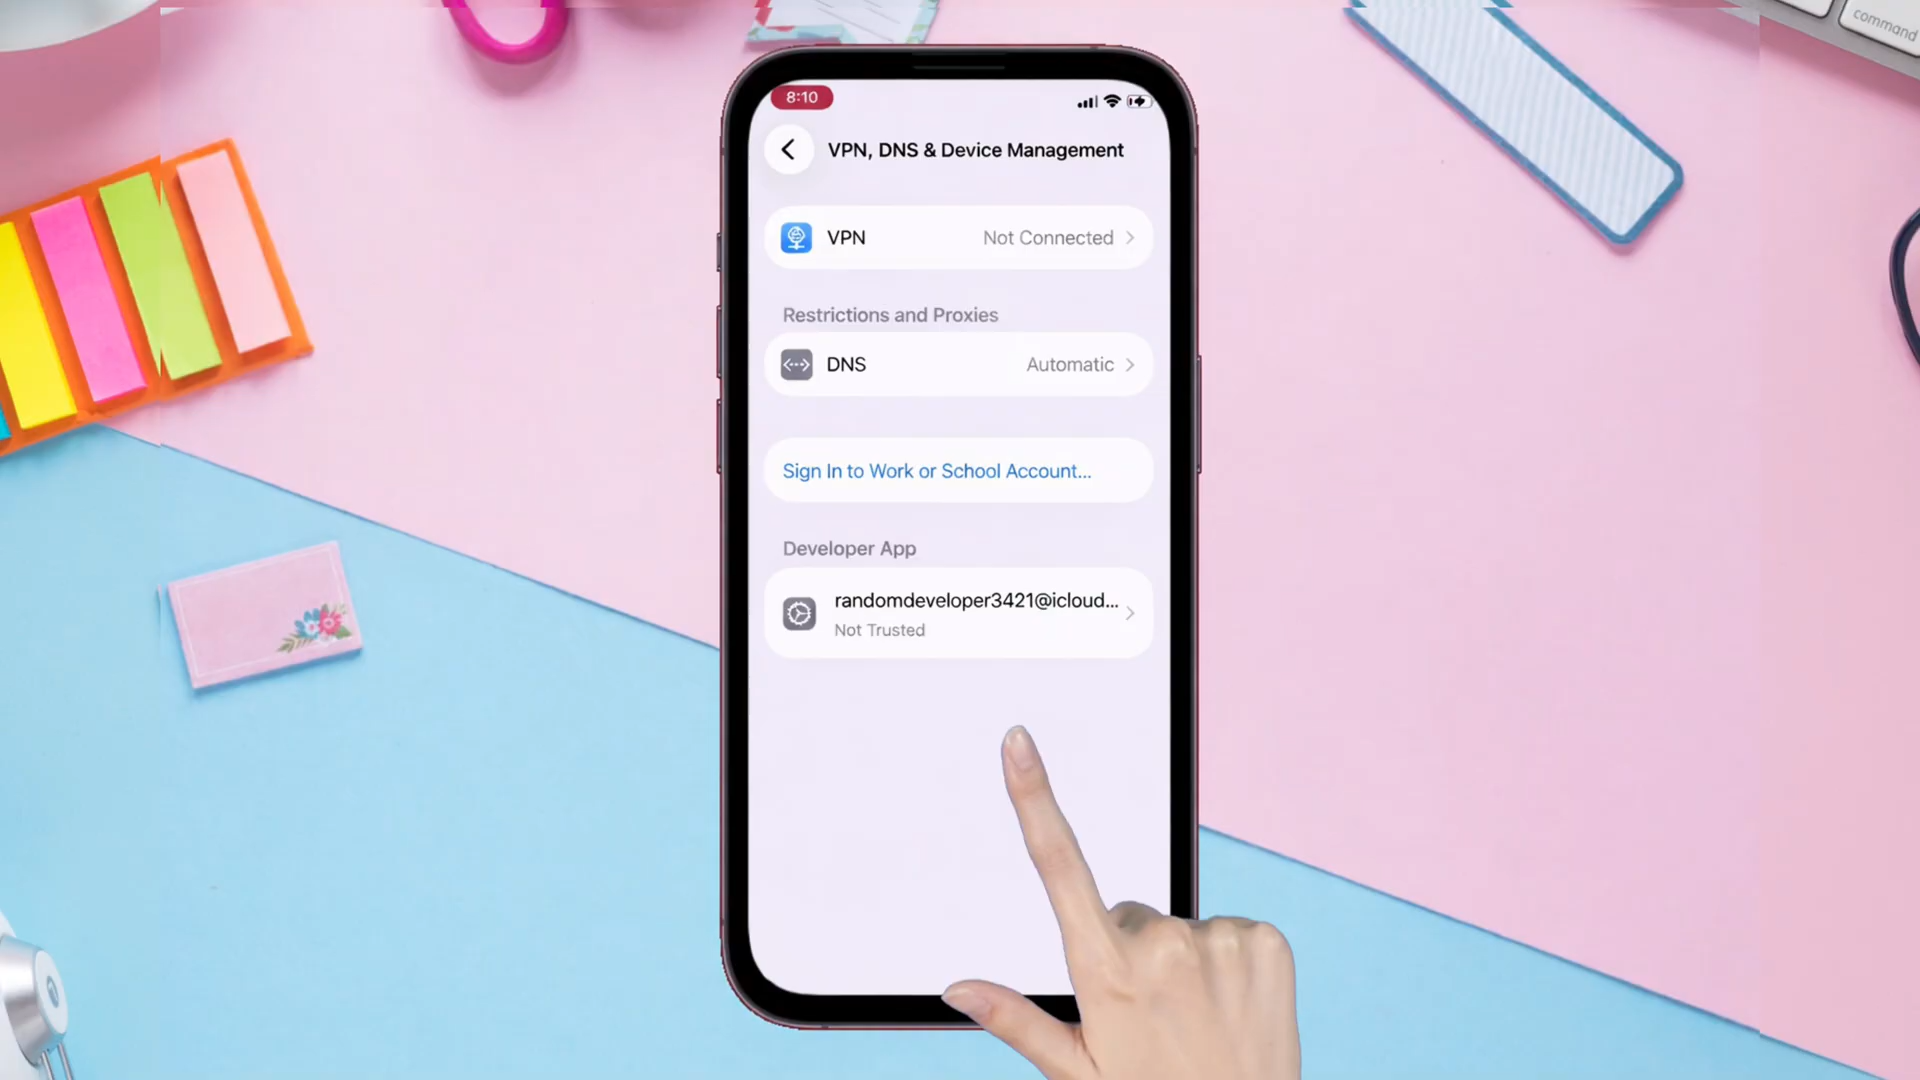 command
8:10
VPN, DNS & Device Management
VPN Not Connected
Restrictions and Proxies
DNS Automatic
Sign In to Work or School Account...
Developer App
randomdeveloper3421@icloud...
Not Trusted